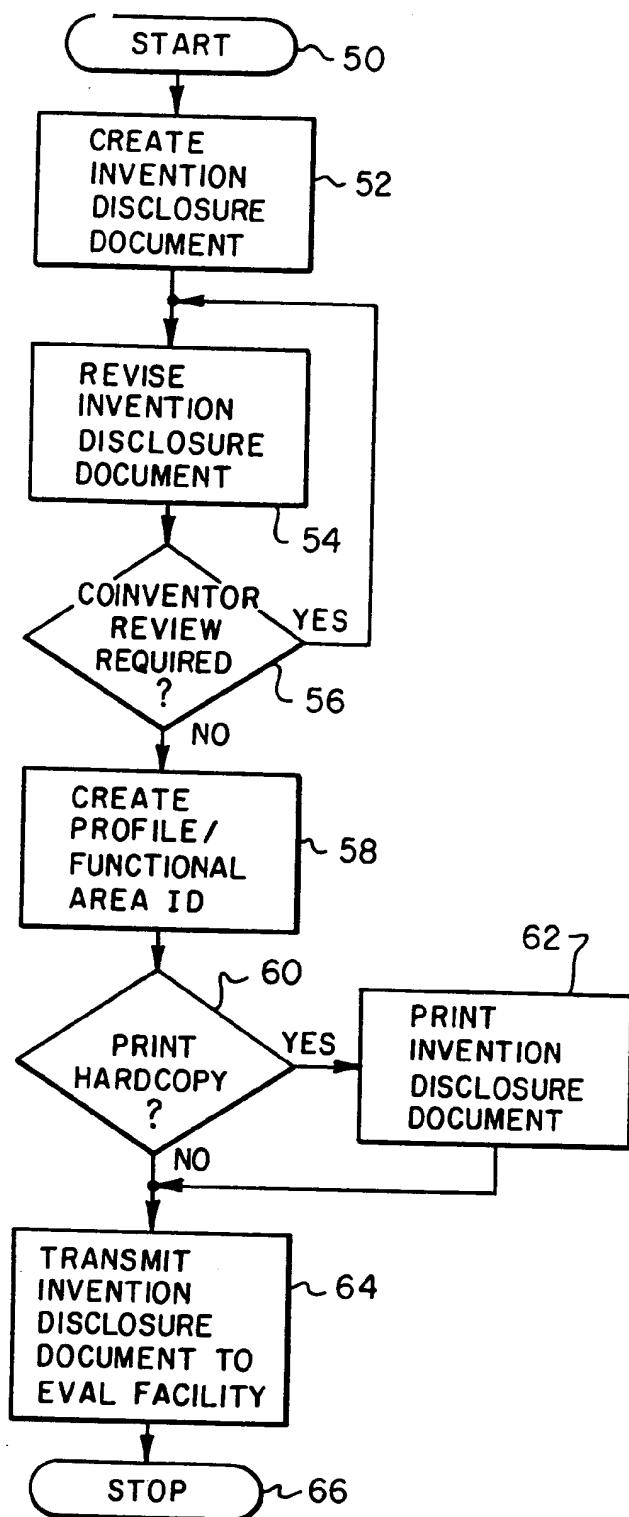 START
50
CREATE
INVENTION
DISCLOSURE
DOCUMENT
52
REVISE
INVENTION
DISCLOSURE
DOCUMENT
54
COINVENTOR
REVIEW
REQUIRED
?
YES
56
NO
CREATE
PROFILE/
FUNCTIONAL
AREA ID
58
60
PRINT
HARDCOPY
?
YES
62
PRINT
INVENTION
DISCLOSURE
DOCUMENT
NO
TRANSMIT
INVENTION
DISCLOSURE
DOCUMENT TO
EVAL FACILITY
64
STOP
66